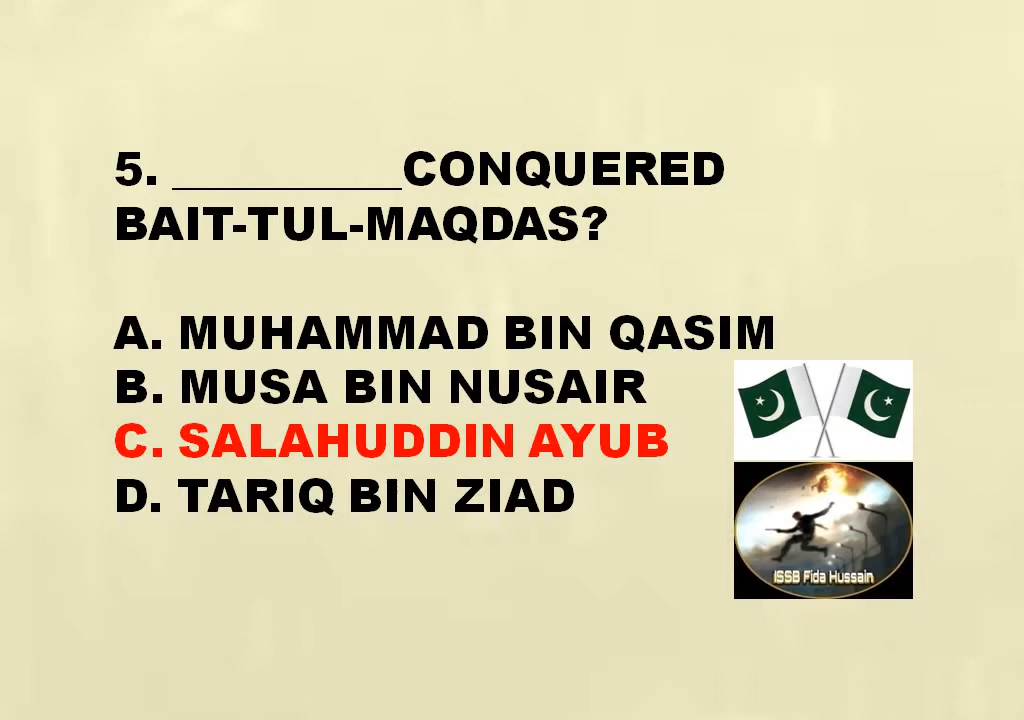 5. __________CONQUERED
BAIT-TUL-MAQDAS?
A. MUHAMMAD BIN QASIM
B. MUSA BIN NUSAIR
C. SALAHUDDIN AYUB
D. TARIQ BIN ZIAD
ISSB Fida Hussain